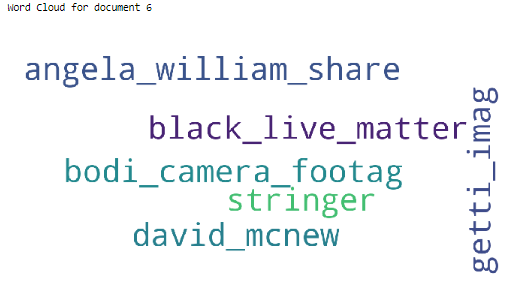 Word Cloud for document 6
angela_william_share
black_live_matter
bodi_camera_footag
stringer
david_mcnew
getti_imag